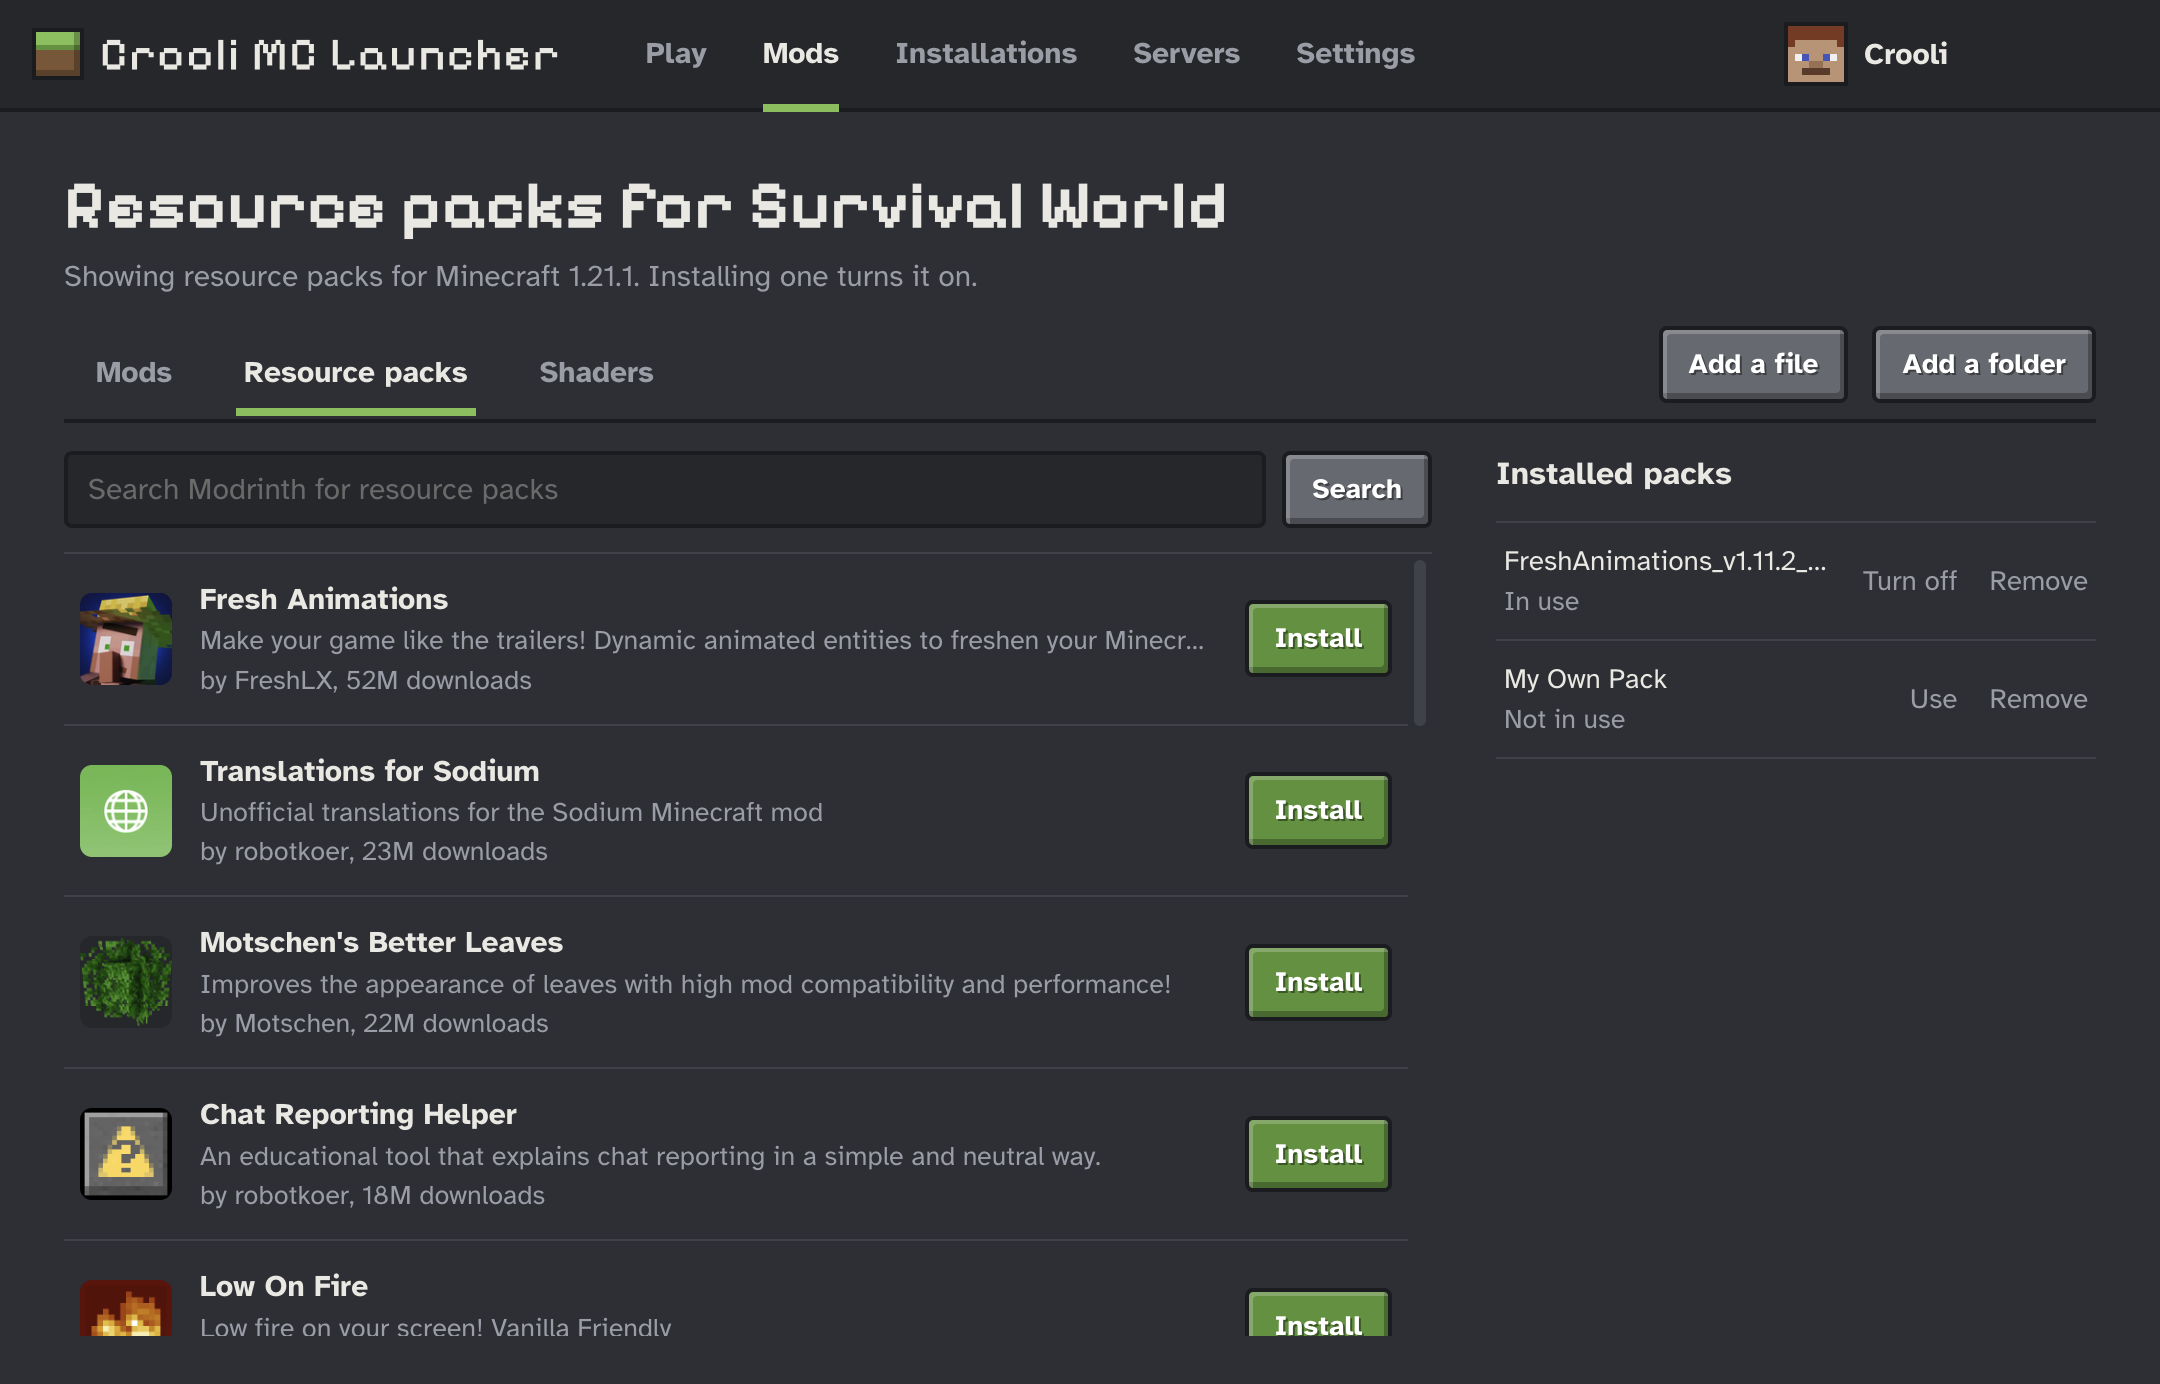 Crooli MC Launcher
Play
Mods
Installations
Servers
Settings
Crooli
Resource packs for Survival World
Showing resource packs for Minecraft 1.21.1. Installing one turns it on.
Mods
Resource packs
Shaders
Add a file
Add a folder
Search Modrinth for resource packs
Search
Fresh Animations
Make your game like the trailers! Dynamic animated entities to freshen your Minecr...
by FreshLX, 52M downloads
Install
Translations for Sodium
Unofficial translations for the Sodium Minecraft mod
by robotkoer, 23M downloads
Install
Motschen's Better Leaves
Improves the appearance of leaves with high mod compatibility and performance!
by Motschen, 22M downloads
Install
Chat Reporting Helper
An educational tool that explains chat reporting in a simple and neutral way.
by robotkoer, 18M downloads
Install
Low On Fire
Low fire on your screen! Vanilla Friendly
Install
Installed packs
FreshAnimations_v1.11.2_...
In use
Turn off
Remove
My Own Pack
Not in use
Use
Remove